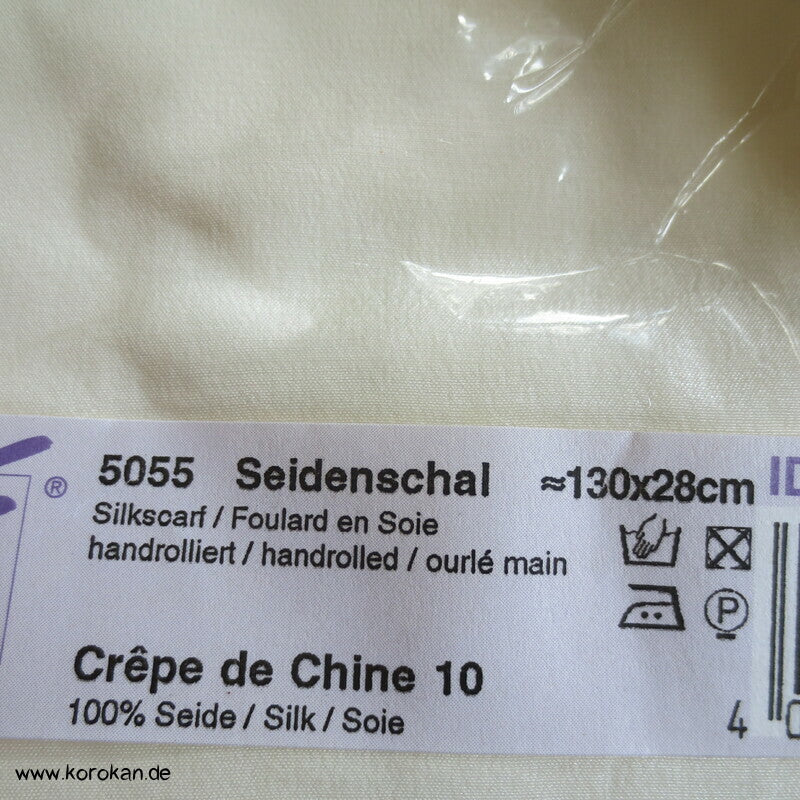 ® 5055 Seidenschal ≈130x28cm
Silkscarf / Foulard en Soie
handrolliert / handrolled / ourlé main
P
Crêpe de Chine 10
100% Seide / Silk / Soie
4
www.korokan.de